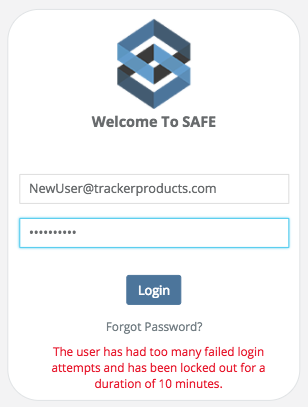 Welcome To SAFE
NewUser@trackerproducts.com
••••••••••
Login
Forgot Password?
The user has had too many failed login
attempts and has been locked out for a
duration of 10 minutes.